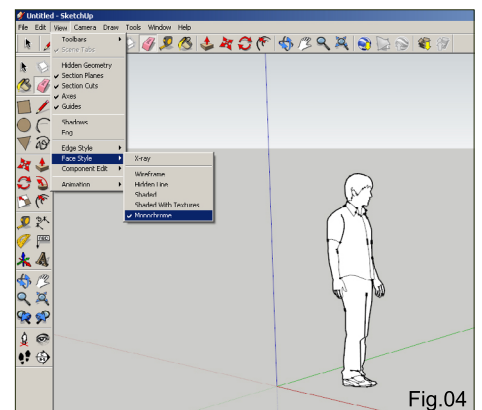 Untitled - SketchUp
File Edit View Camera Draw Tools Window Help
Toolbars
Scene Tabs
Hidden Geometry
Section Planes
Section Cuts
Axes
Guides
Shadows
Fog
Edge Style
Face Style
Component Edit
Animation
X-ray
Wireframe
Hidden Line
Shaded
Shaded With Textures
Monochrome
Fig.04